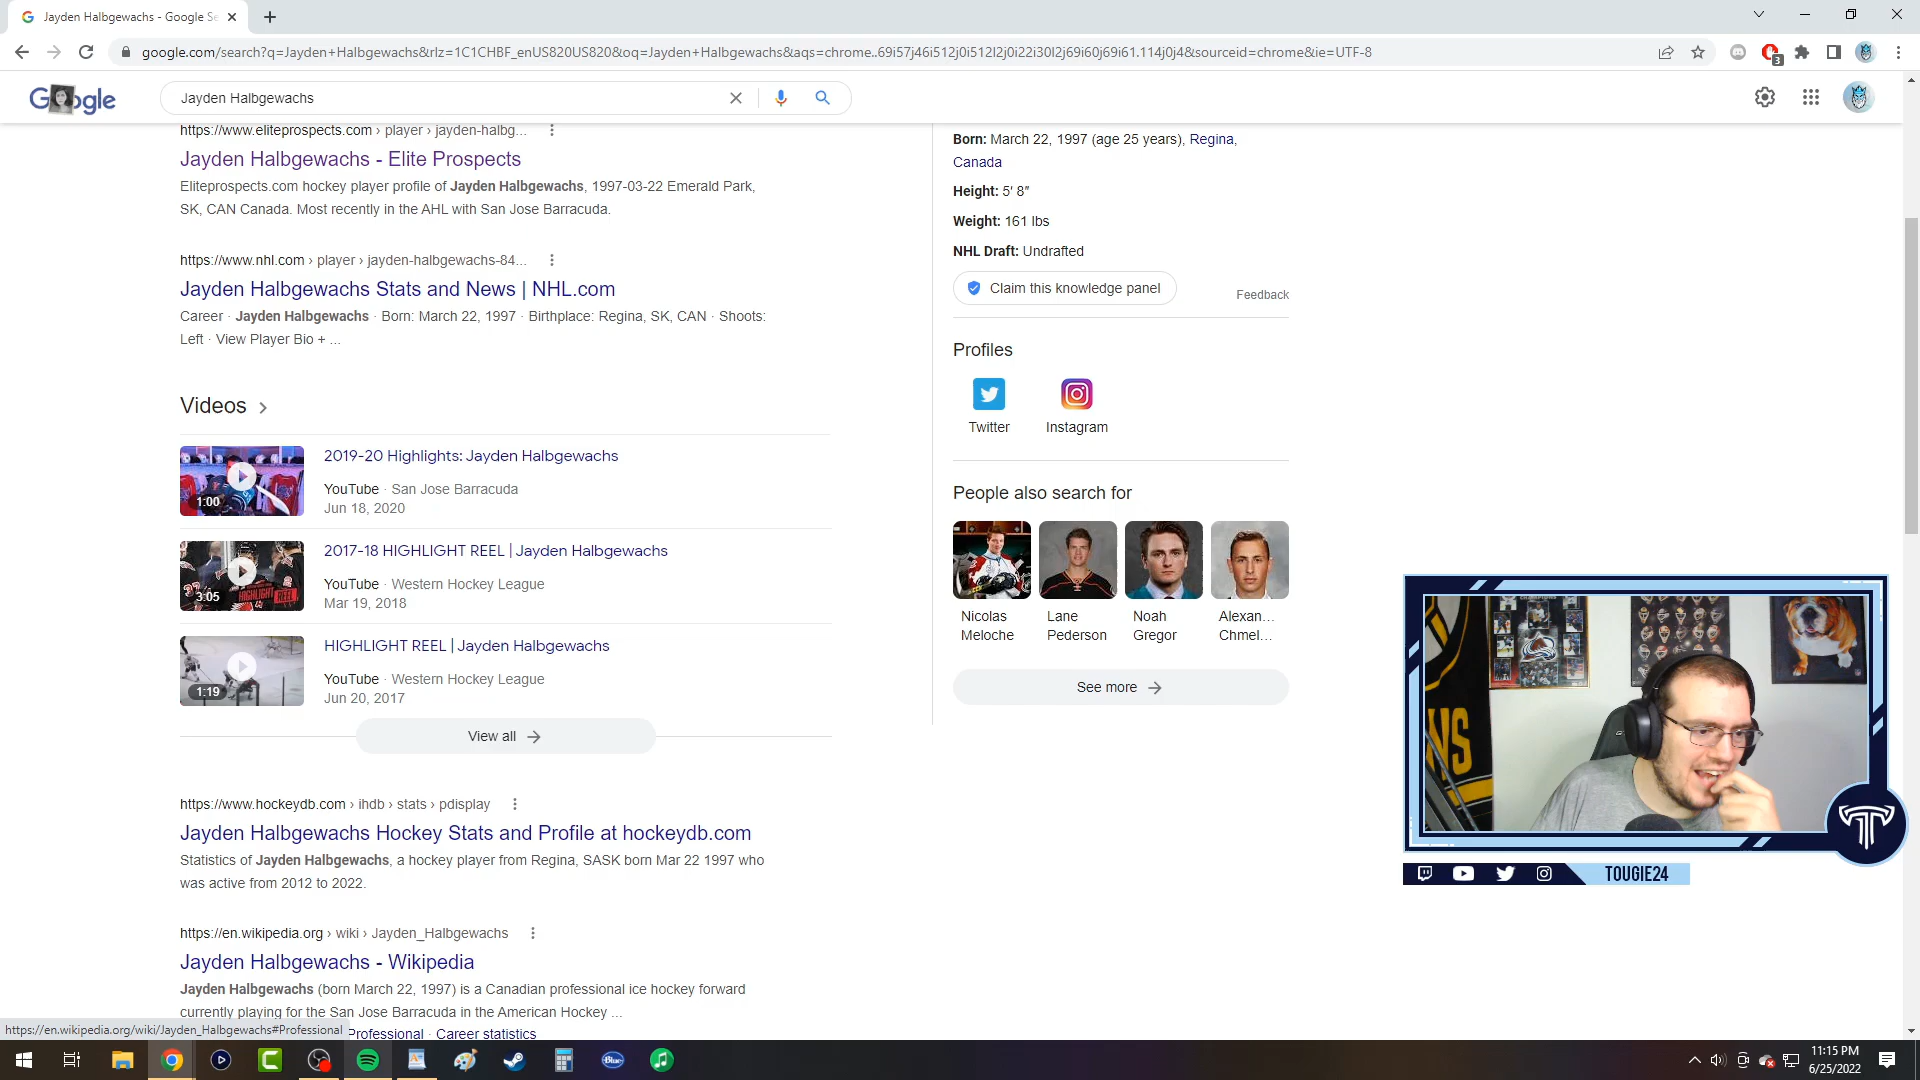 Jayden Halbgewachs - Google Se
google.com/search?q=Jayden+Halbgewachs&rlz=1C1CHBF_enUS820US820&oq=Jayden+Halbgewachs&aqs=chrome..69i57j46i512j0i512l2j0i22i30l2j69i60j69i61.114j0j4&sourceid=chrome&ie=UTF-8
3
Google
Jayden Halbgewachs
https://www.eliteprospects.com › player › jayden-halbg...
Jayden Halbgewachs - Elite Prospects
Eliteprospects.com hockey player profile of Jayden Halbgewachs, 1997-03-22 Emerald Park,
SK, CAN Canada. Most recently in the AHL with San Jose Barracuda.
https://www.nhl.com › player › jayden-halbgewachs-84...
Jayden Halbgewachs Stats and News | NHL.com
Career · Jayden Halbgewachs · Born: March 22, 1997 · Birthplace: Regina, SK, CAN · Shoots:
Left · View Player Bio + ...
Videos
2019-20 Highlights: Jayden Halbgewachs
YouTube · San Jose Barracuda
Jun 18, 2020
1:00
2017-18 HIGHLIGHT REEL | Jayden Halbgewachs
YouTube · Western Hockey League
Mar 19, 2018
HIGHLIGHT
REEL
3:05
HIGHLIGHT REEL | Jayden Halbgewachs
YouTube · Western Hockey League
Jun 20, 2017
1:19
View all
https://www.hockeydb.com › ihdb › stats › pdisplay
Jayden Halbgewachs Hockey Stats and Profile at hockeydb.com
Statistics of Jayden Halbgewachs, a hockey player from Regina, SASK born Mar 22 1997 who
was active from 2012 to 2022.
https://en.wikipedia.org › wiki › Jayden_Halbgewachs
Jayden Halbgewachs - Wikipedia
Jayden Halbgewachs (born March 22, 1997) is a Canadian professional ice hockey forward
currently playing for the San Jose Barracuda in the American Hockey ...
Professional · Career statistics
https://en.wikipedia.org/wiki/Jayden_Halbgewachs#Professional
Born: March 22, 1997 (age 25 years), Regina,
Canada
Height: 5′ 8″
Weight: 161 lbs
NHL Draft: Undrafted
Claim this knowledge panel
Feedback
Profiles
Twitter
Instagram
People also search for
Nicolas
Meloche
Lane
Pederson
Noah
Gregor
Alexan...
Chmel...
See more
NS
TOUGIE24
Blue
11:15 PM
6/25/2022